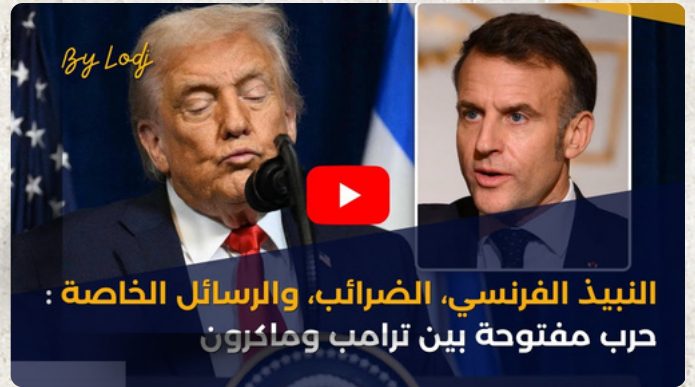 By Lodj
النبيذ الفرنسي، الضرائب، والرسائل الخاصة :
حرب مفتوحة بين ترامب وماكرون